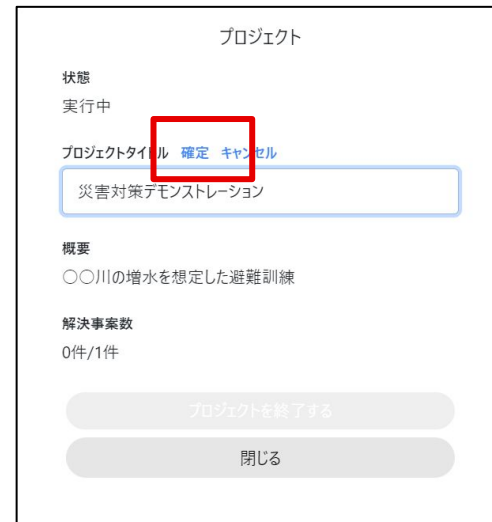 プロジェクト
状態
実行中
プロジェクトタイトル 確定 キャンセル
災害対策デモンストレーション
概要
○○川の増水を想定した避難訓練
解決事案数
0件/1件
プロジェクトを終了する
閉じる